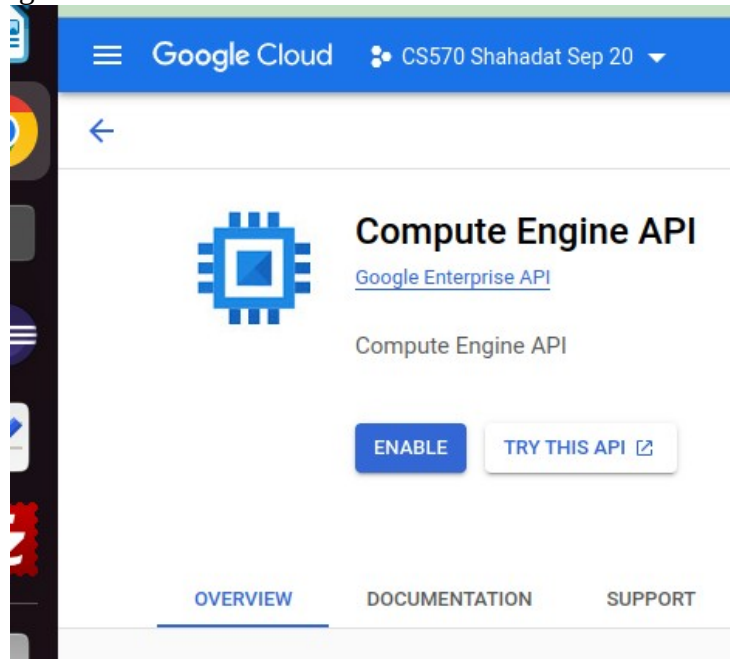 Google Cloud
CS570 Shahadat Sep 20
Compute Engine API
Google Enterprise API
Compute Engine API
ENABLE
TRY THIS API
OVERVIEW
DOCUMENTATION
SUPPORT